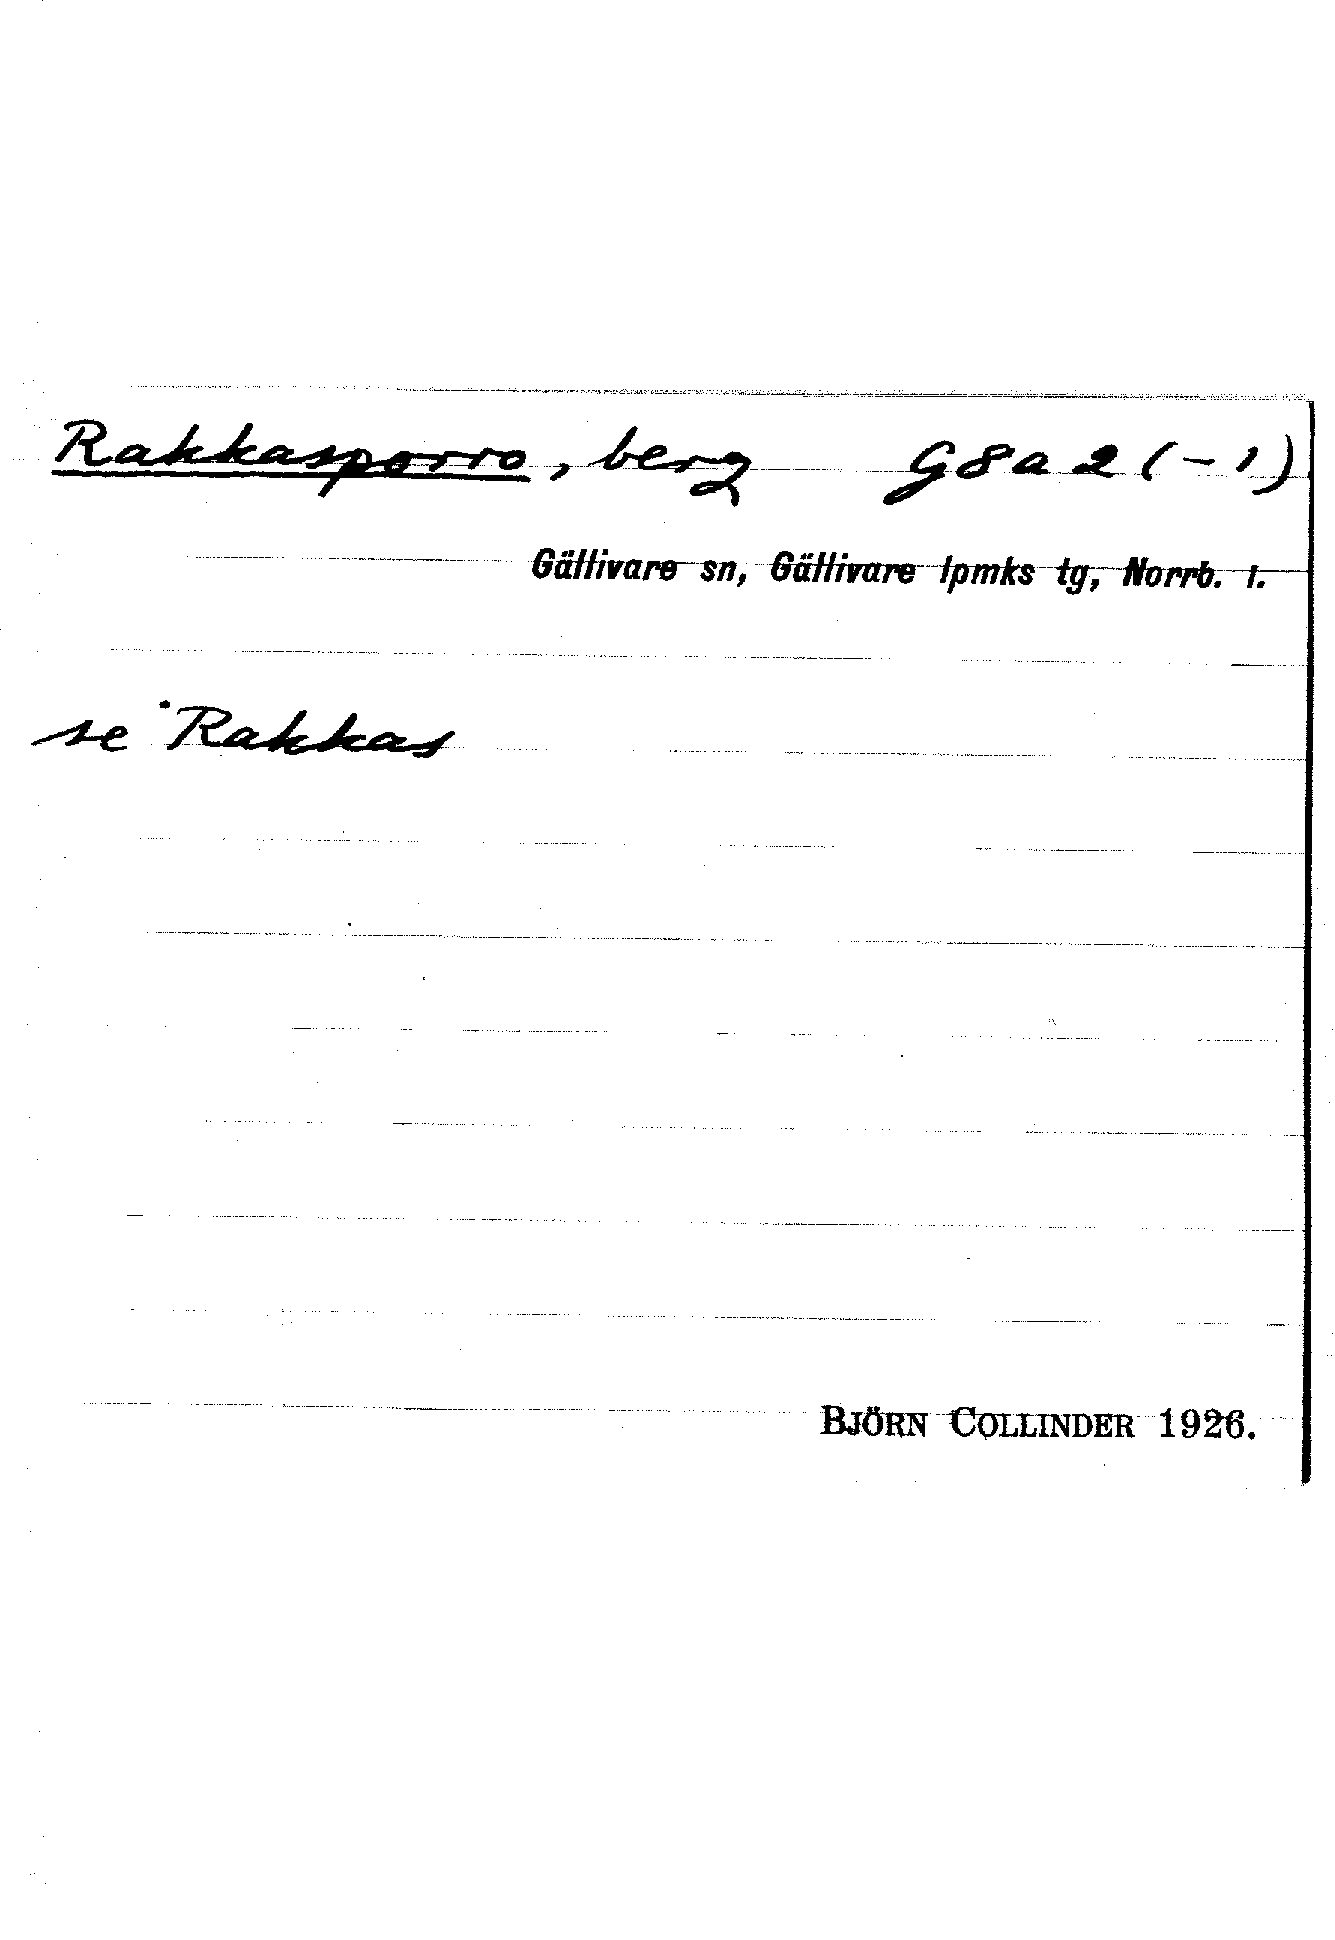 Rakkasporro, berg G8a2(-1)
Gällivare sn, Gällivare lpmks tg, Norrb. l.
se Rakkas
BJÖRN COLLINDER 1926.